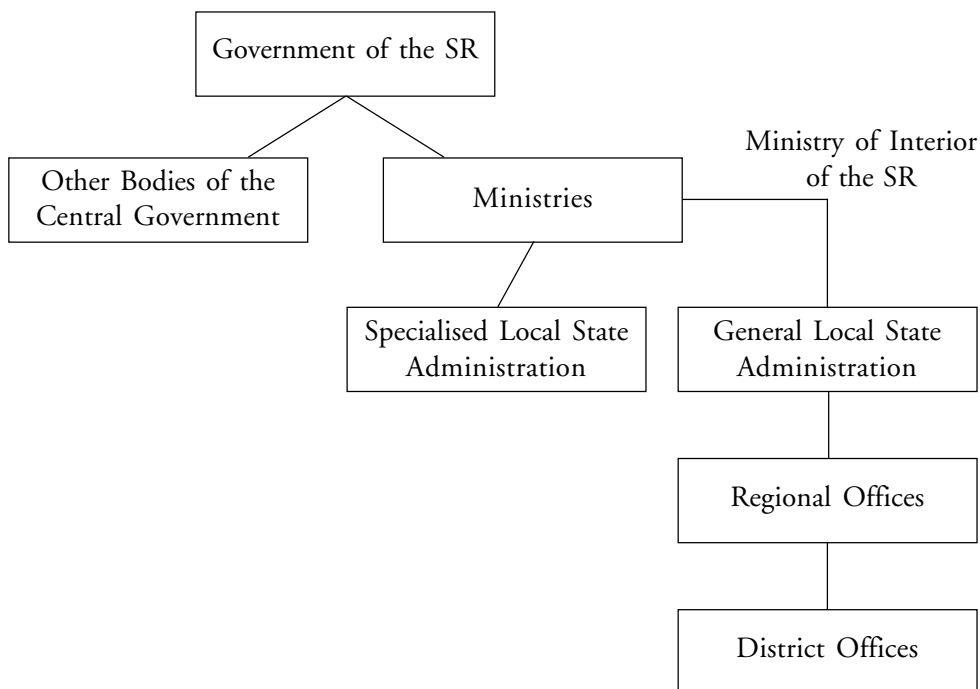 Government of the SR
Other Bodies of the
Central Government
Ministries
Ministry of Interior
of the SR
Specialised Local State
Administration
General Local State
Administration
Regional Offices
District Offices